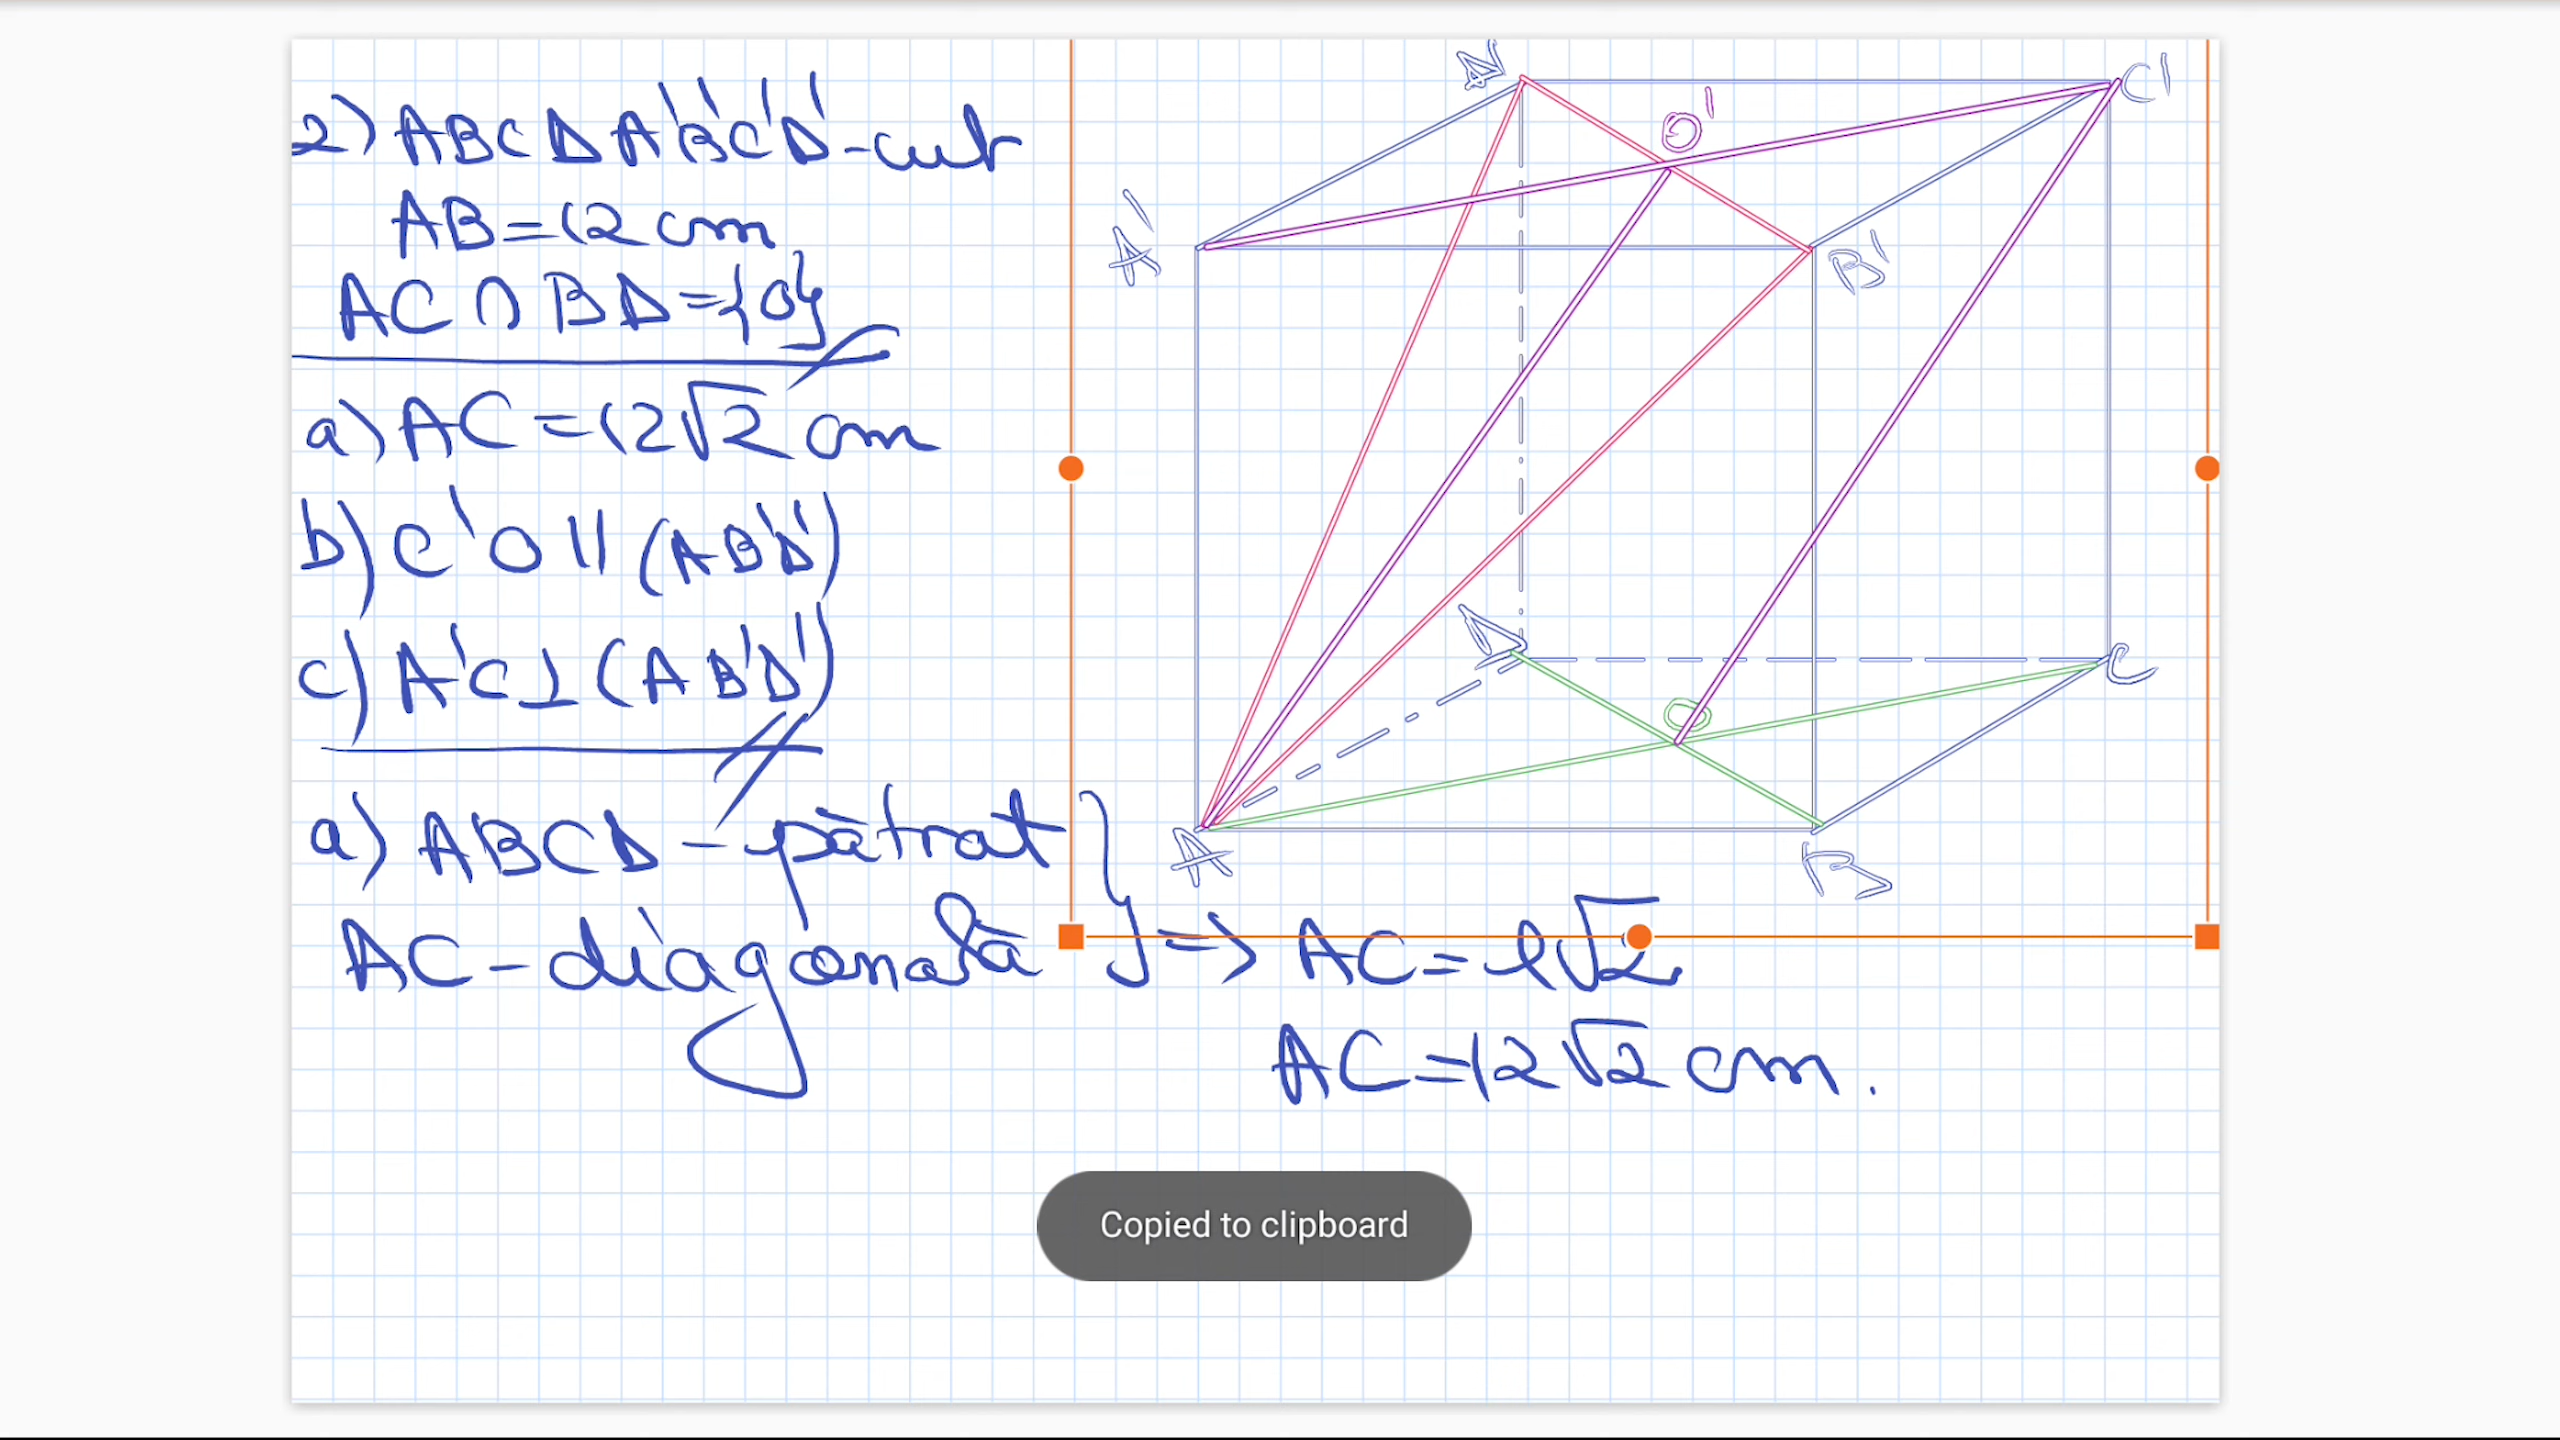 2) ABCDA'B'C'D'-cub
AB=12 cm
AC∩BD={O}
a) AC=12√2 cm
b) C'O || (AB'D')
c) A'C⊥(AB'D')
a) ABCD-pătrat
AC-diagonală } => AC=l√2
AC=12√2 cm.
D'
C'
O'
A'
B'
D
C
O
A
B
Copied to clipboard